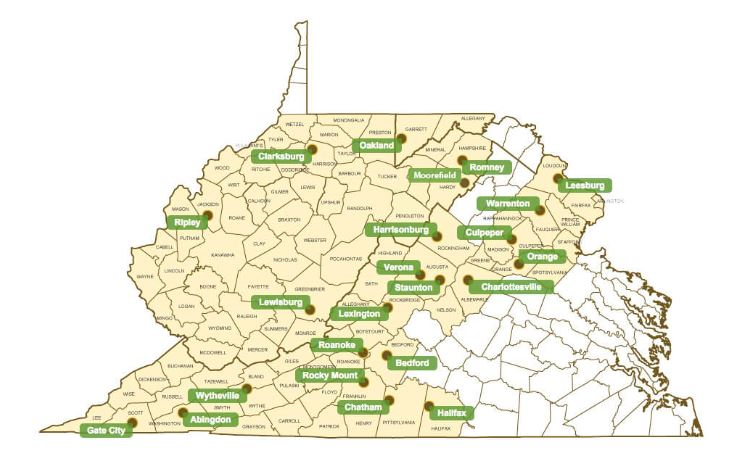 WETZEL
MONONGALIA
MARION
PRESTON
GARRETT
ALLEGANY
TYLER
Oakland
Clarksburg
TAYLOR
MINERAL
HAMPSHIRE
HARRISON
Romney
WOOD
RITCHIE
DODDRIDGE
BARBOUR
TUCKER
Moorefield
HARDY
LOUDOUN
Leesburg
WIRT
GILMER
LEWIS
UPSHUR
RANDOLPH
CALHOUN
JACKSON
MASON
Ripley
ROANE
BRAXTON
PENDLETON
Warrenton
FAIRFAX
RAPPAHANNOCK
PRINCE
WILLIAM
FAUQUIER
PUTNAM
Harrisonburg
Culpeper
CULPEPER
STAFFORD
CABELL
KANAWHA
CLAY
WEBSTER
ROCKINGHAM
MADISON
HIGHLAND
GREENE
Orange
ORANGE
NICHOLAS
POCAHONTAS
WAYNE
LINCOLN
Verona
AUGUSTA
SPOTSYLVANIA
BOONE
FAYETTE
GREENBRIER
BATH
Staunton
Charlottesville
LOGAN
Lewisburg
ALLEGHANY
ROCKBRIDGE
ALBEMARLE
MINGO
RALEIGH
Lexington
NELSON
WYOMING
SUMMERS
MONROE
BOTETOURT
MCDOWELL
MERCER
Roanoke
BEDFORD
Bedford
BUCHANAN
GILES
ROANOKE
DICKENSON
TAZEWELL
BLAND
Rocky Mount
WISE
RUSSELL
Wytheville
PULASKI
FLOYD
FRANKLIN
LEE
SCOTT
SMYTH
WYTHE
Chatham
Halifax
Gate City
WASHINGTON
Abingdon
GRAYSON
CARROLL
PATRICK
HENRY
PITTSYLVANIA
HALIFAX